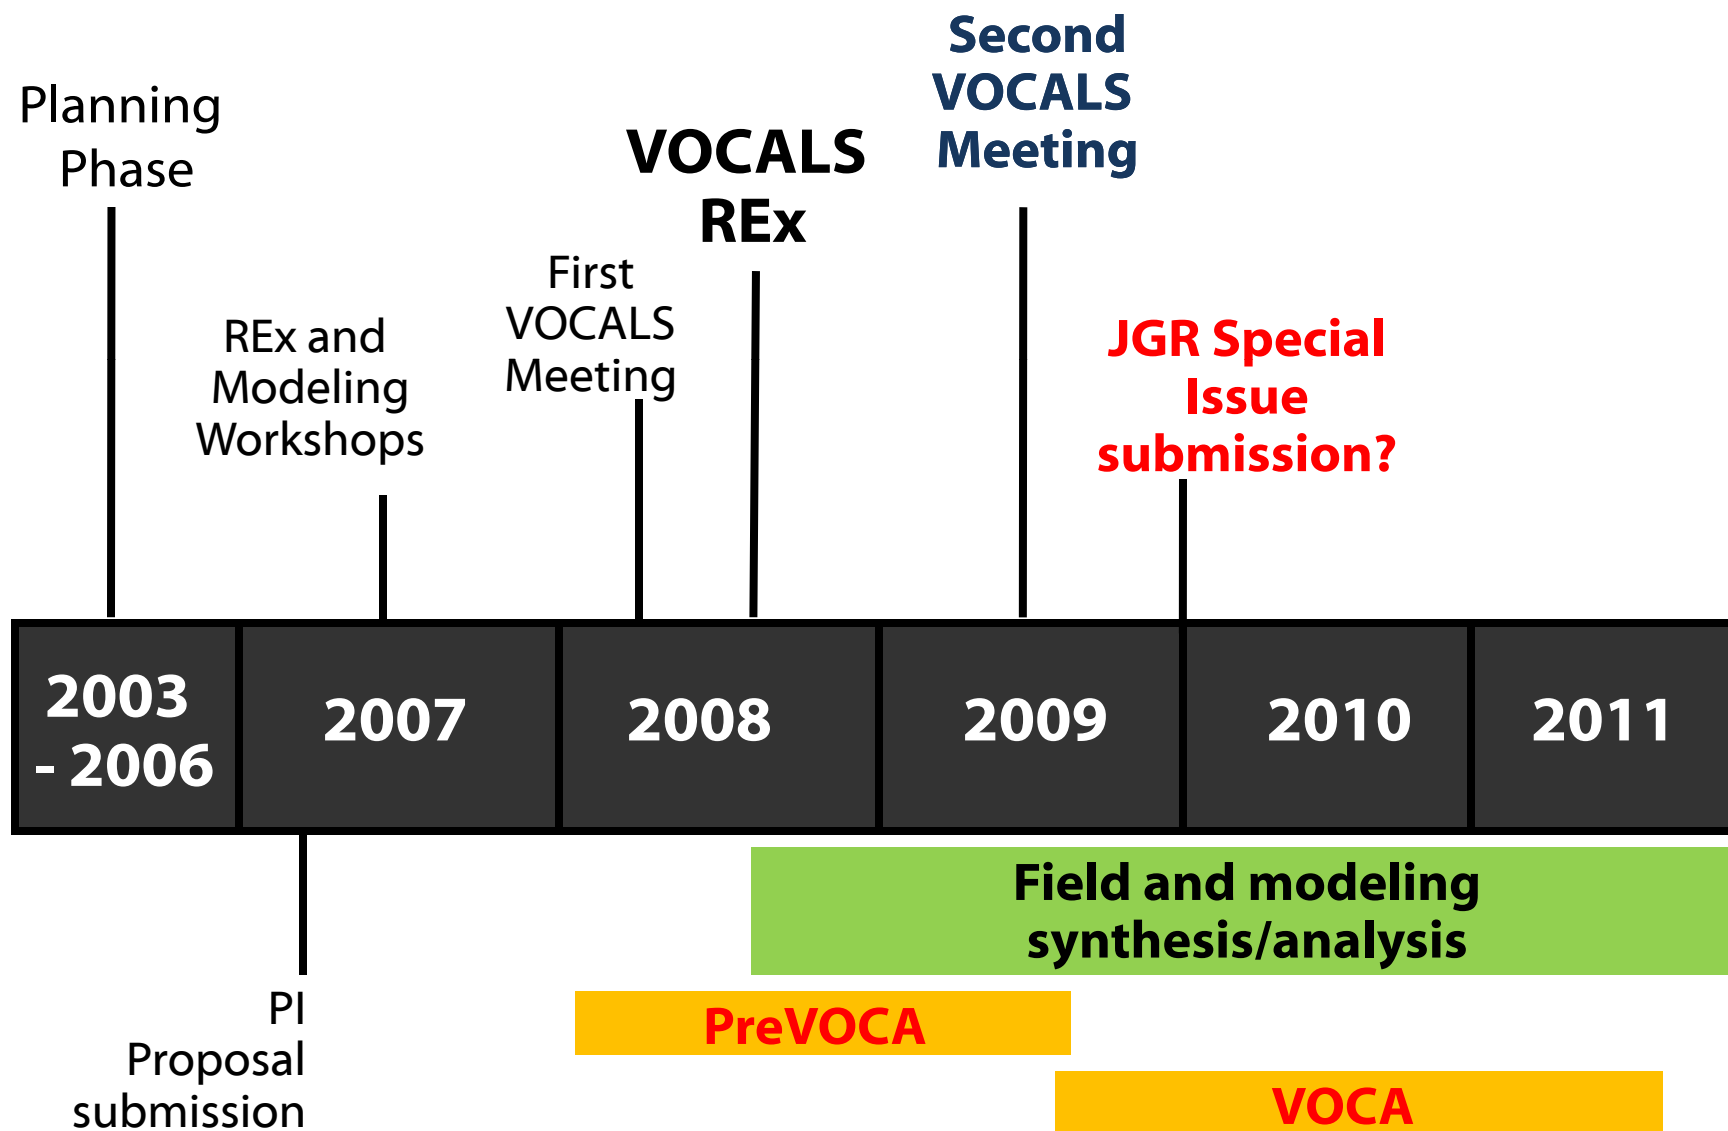 Planning
Phase
REx and
Modeling
Workshops
First
VOCALS
Meeting
VOCALS
REx
Second
VOCALS
Meeting
JGR Special
Issue
submission?
2003
- 2006
2007
2008
2009
2010
2011
PI
Proposal
submission
Field and modeling
synthesis/analysis
PreVOCA
VOCA